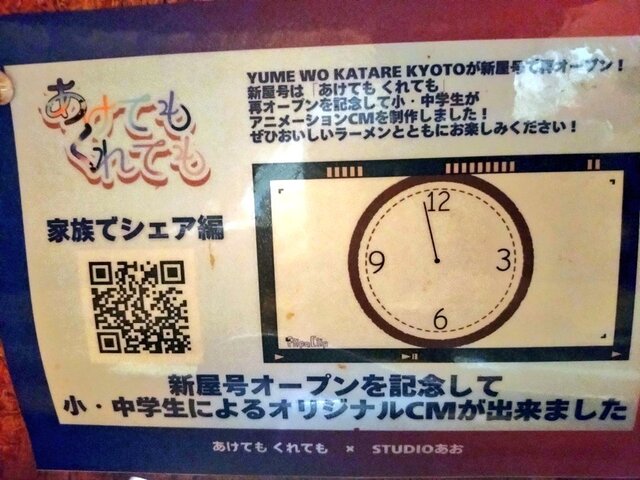 あけても
くれても
YUME WO KATARE KYOTOが新屋号で再オープン！
新屋号は「あけても くれても」
再オープンを記念して小・中学生が
アニメーションCMを制作しました！
ぜひおいしいラーメンとともにお楽しみください！
家族でシェア編
12
9
3
6
FlipaClip
新屋号オープンを記念して
小・中学生によるオリジナルCMが出来ました
あけても くれても × STUDIOあお